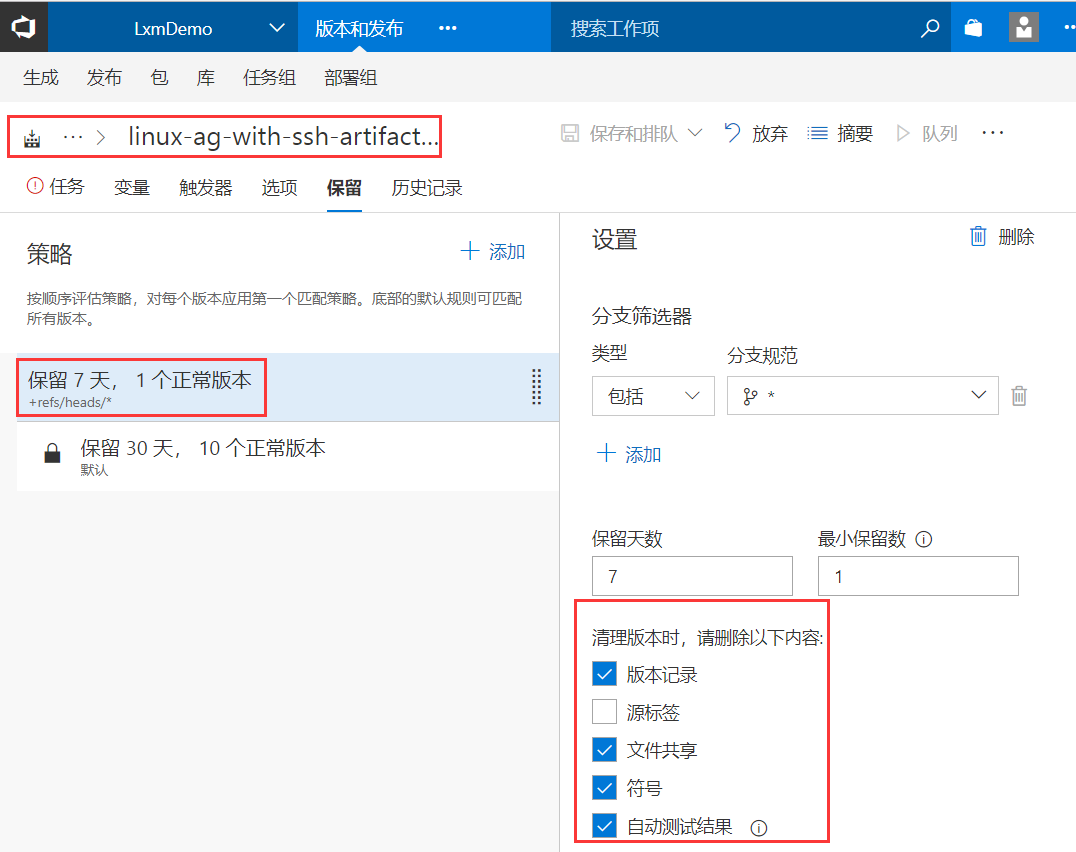 LxmDemo 版本和发布 ··· 搜索工作项
生成 发布 包 库 任务组 部署组
··· > linux-ag-with-ssh-artifact... 保存和排队 放弃 摘要 队列 ···
任务 变量 触发器 选项 保留 历史记录
策略
添加
按顺序评估策略，对每个版本应用第一个匹配策略。底部的默认规则可匹配
所有版本。
保留 7 天， 1 个正常版本
+refs/heads/*
保留 30 天， 10 个正常版本
默认
设置
删除
分支筛选器
类型 分支规范
包括 *
添加
保留天数 最小保留数
7 1
清理版本时，请删除以下内容:
版本记录
源标签
文件共享
符号
自动测试结果